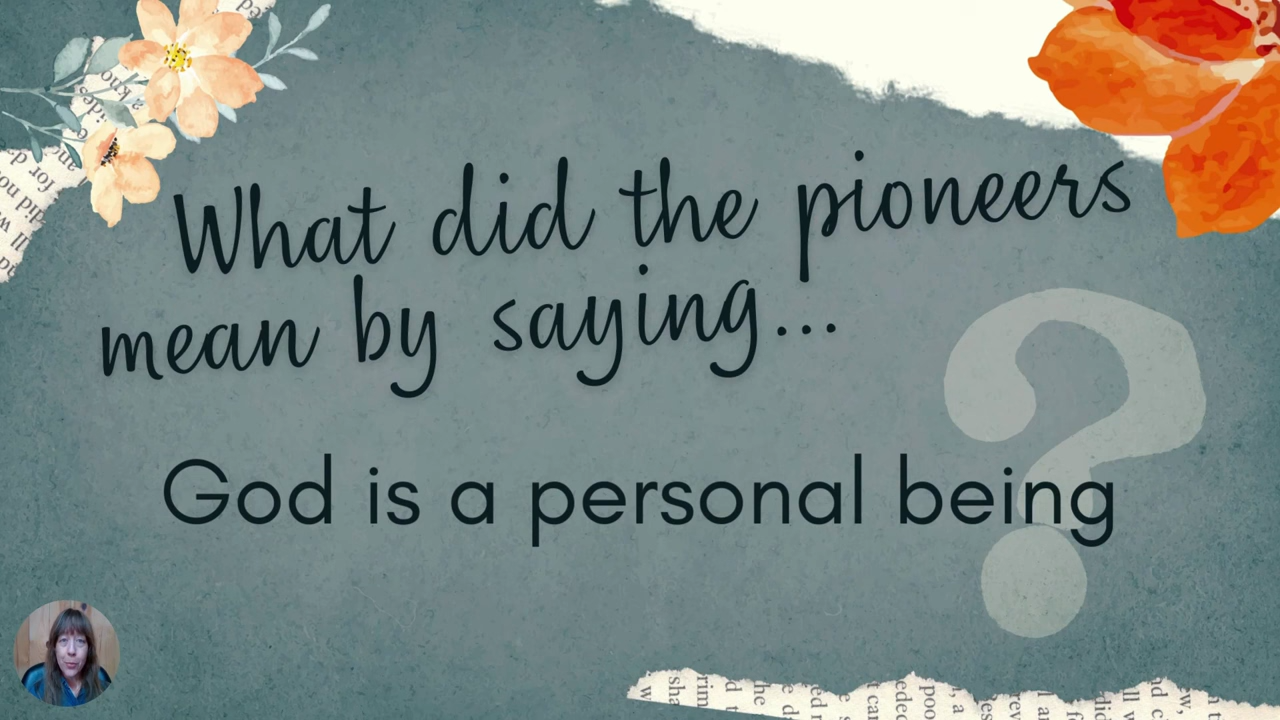 What did the pioneers
mean by saying...
God is a personal being
?